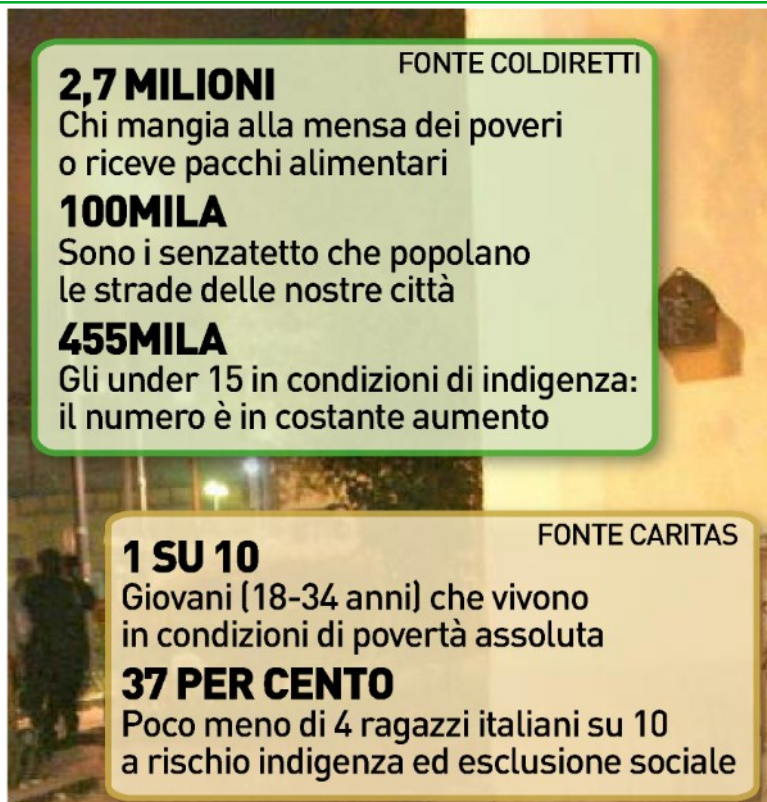 FONTE COLDIRETTI
2,7 MILIONI
Chi mangia alla mensa dei poveri
o riceve pacchi alimentari
100MILA
Sono i senzatetto che popolano
le strade delle nostre città
455MILA
Gli under 15 in condizioni di indigenza:
il numero è in costante aumento
FONTE CARITAS
1 SU 10
Giovani (18-34 anni) che vivono
in condizioni di povertà assoluta
37 PER CENTO
Poco meno di 4 ragazzi italiani su 10
a rischio indigenza ed esclusione sociale